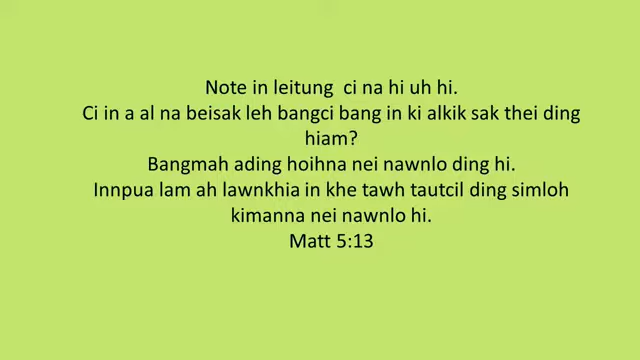 Note in leitung ci na hi uh hi.
Ci in a al na beisak leh bangci bang in ki alkik sak thei ding
hiam?
Bangmah ading hoihna nei nawnlo ding hi.
Innpua lam ah lawnkhia in khe tawh tautcil ding simloh
kimanna nei nawnlo hi.
Matt 5:13